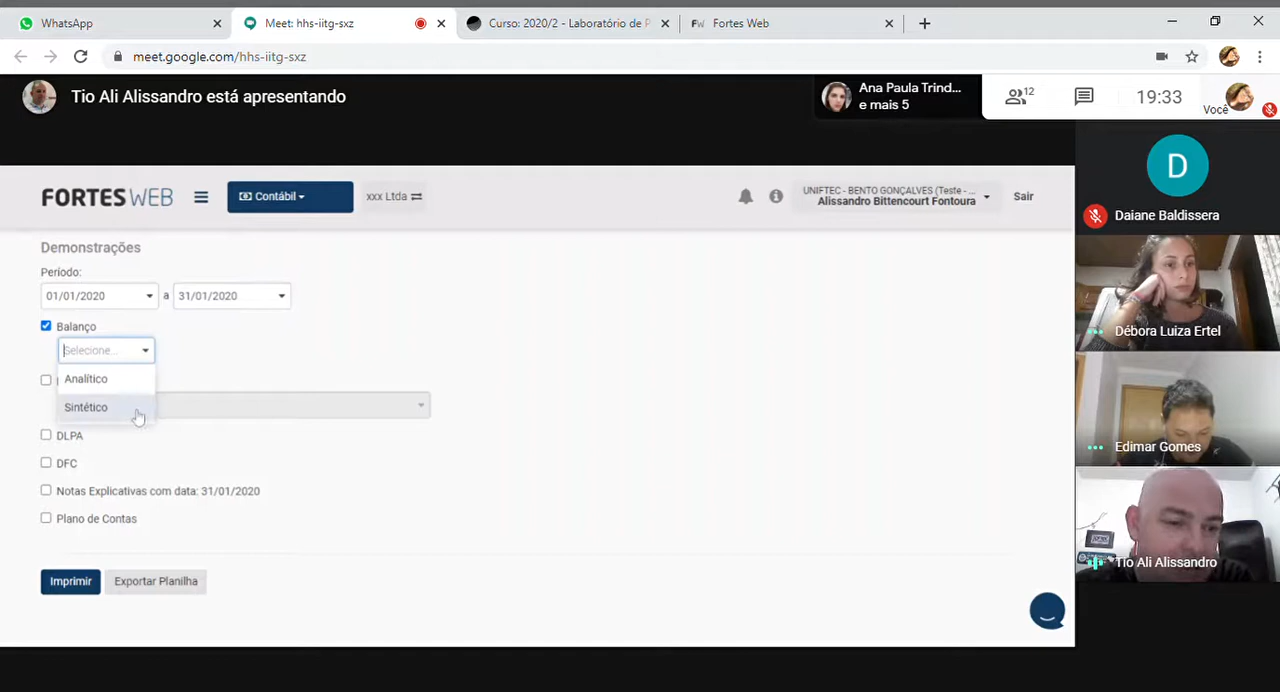 WhatsApp
Meet: hhs-iitg-sxz
Curso: 2020/2 - Laboratório de P
FW Fortes Web
meet.google.com/hhs-iitg-sxz
Tio Ali Alissandro está apresentando
Ana Paula Trind...
e mais 5
12
19:33
Você
FORTES WEB
Contábil
xxx Ltda
UNIFTEC - BENTO GONÇALVES (Teste - ...
Alissandro Bittencourt Fontoura
Sair
D
Daiane Baldissera
Demonstrações
Período:
01/01/2020
a
31/01/2020
Balanço
Selecione...
Analítico
Sintético
DLPA
DFC
Notas Explicativas com data: 31/01/2020
Plano de Contas
Imprimir
Exportar Planilha
Débora Luiza Ertel
Edimar Gomes
Tio Ali Alissandro